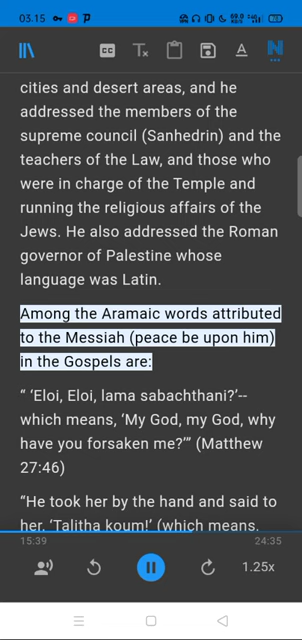 03.15
CC
cities and desert areas, and he
addressed the members of the
supreme council (Sanhedrin) and the
teachers of the Law, and those who
were in charge of the Temple and
running the religious affairs of the
Jews. He also addressed the Roman
governor of Palestine whose
language was Latin.
Among the Aramaic words attributed
to the Messiah (peace be upon him)
in the Gospels are:
“ ‘Eloi, Eloi, lama sabachthani?’--
which means, ‘My God, my God, why
have you forsaken me?’” (Matthew
27:46)
“He took her by the hand and said to
her, ‘Talitha koum!’ (which means,
15:39
24:35
1.25x